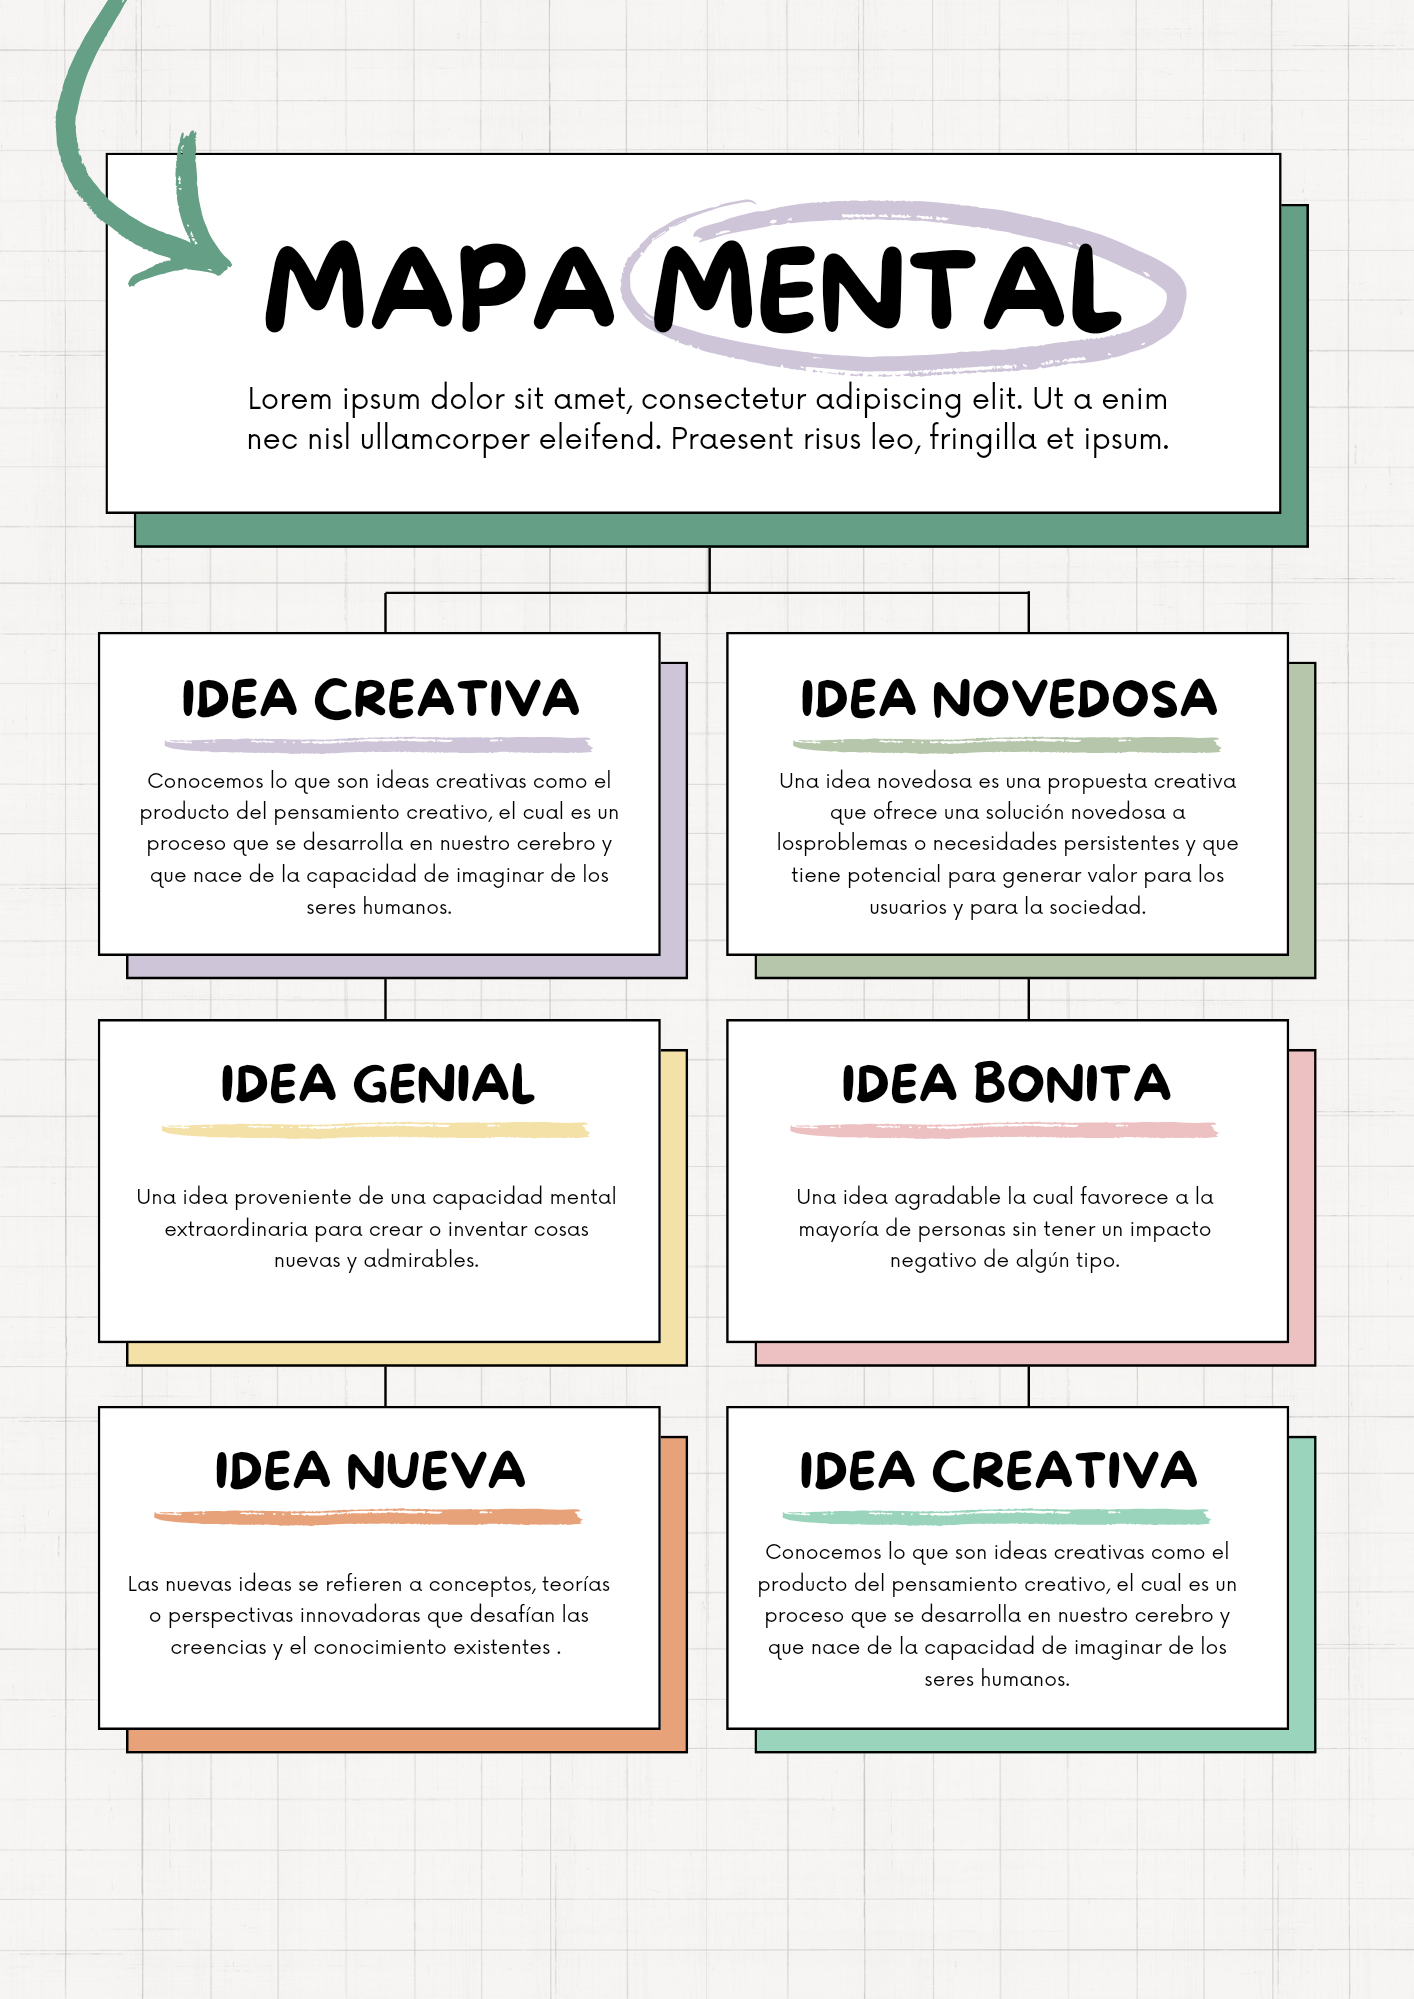 MAPA MENTAL
Lorem ipsum dolor sit amet, consectetur adipiscing elit. Ut a enim
nec nisl ullamcorper eleifend. Praesent risus leo, fringilla et ipsum.
IDEA CREATIVA
Conocemos lo que son ideas creativas como el
producto del pensamiento creativo, el cual es un
proceso que se desarrolla en nuestro cerebro y
que nace de la capacidad de imaginar de los
seres humanos.
IDEA NOVEDOSA
Una idea novedosa es una propuesta creativa
que ofrece una solución novedosa a
losproblemas o necesidades persistentes y que
tiene potencial para generar valor para los
usuarios y para la sociedad.
IDEA GENIAL
Una idea proveniente de una capacidad mental
extraordinaria para crear o inventar cosas
nuevas y admirables.
IDEA BONITA
Una idea agradable la cual favorece a la
mayoría de personas sin tener un impacto
negativo de algún tipo.
IDEA NUEVA
Las nuevas ideas se refieren a conceptos, teorías
o perspectivas innovadoras que desafían las
creencias y el conocimiento existentes .
IDEA CREATIVA
Conocemos lo que son ideas creativas como el
producto del pensamiento creativo, el cual es un
proceso que se desarrolla en nuestro cerebro y
que nace de la capacidad de imaginar de los
seres humanos.